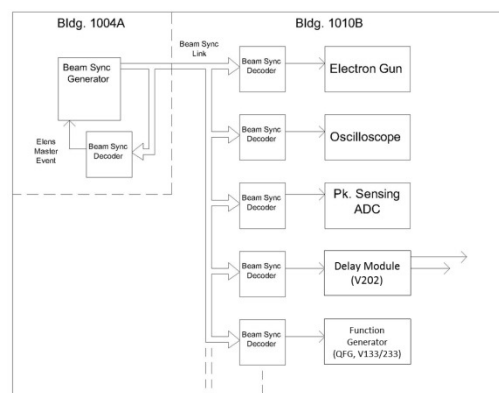 Bldg. 1004A
Bldg. 1010B
Beam Sync
Generator
Beam Sync
Link
Beam Sync
Decoder
Electron Gun
Elens
Master
Event
Beam Sync
Decoder
Beam Sync
Decoder
Oscilloscope
Beam Sync
Decoder
Pk. Sensing
ADC
Beam Sync
Decoder
Delay Module
(V202)
Beam Sync
Decoder
Function
Generator
(QFG, V133/233)